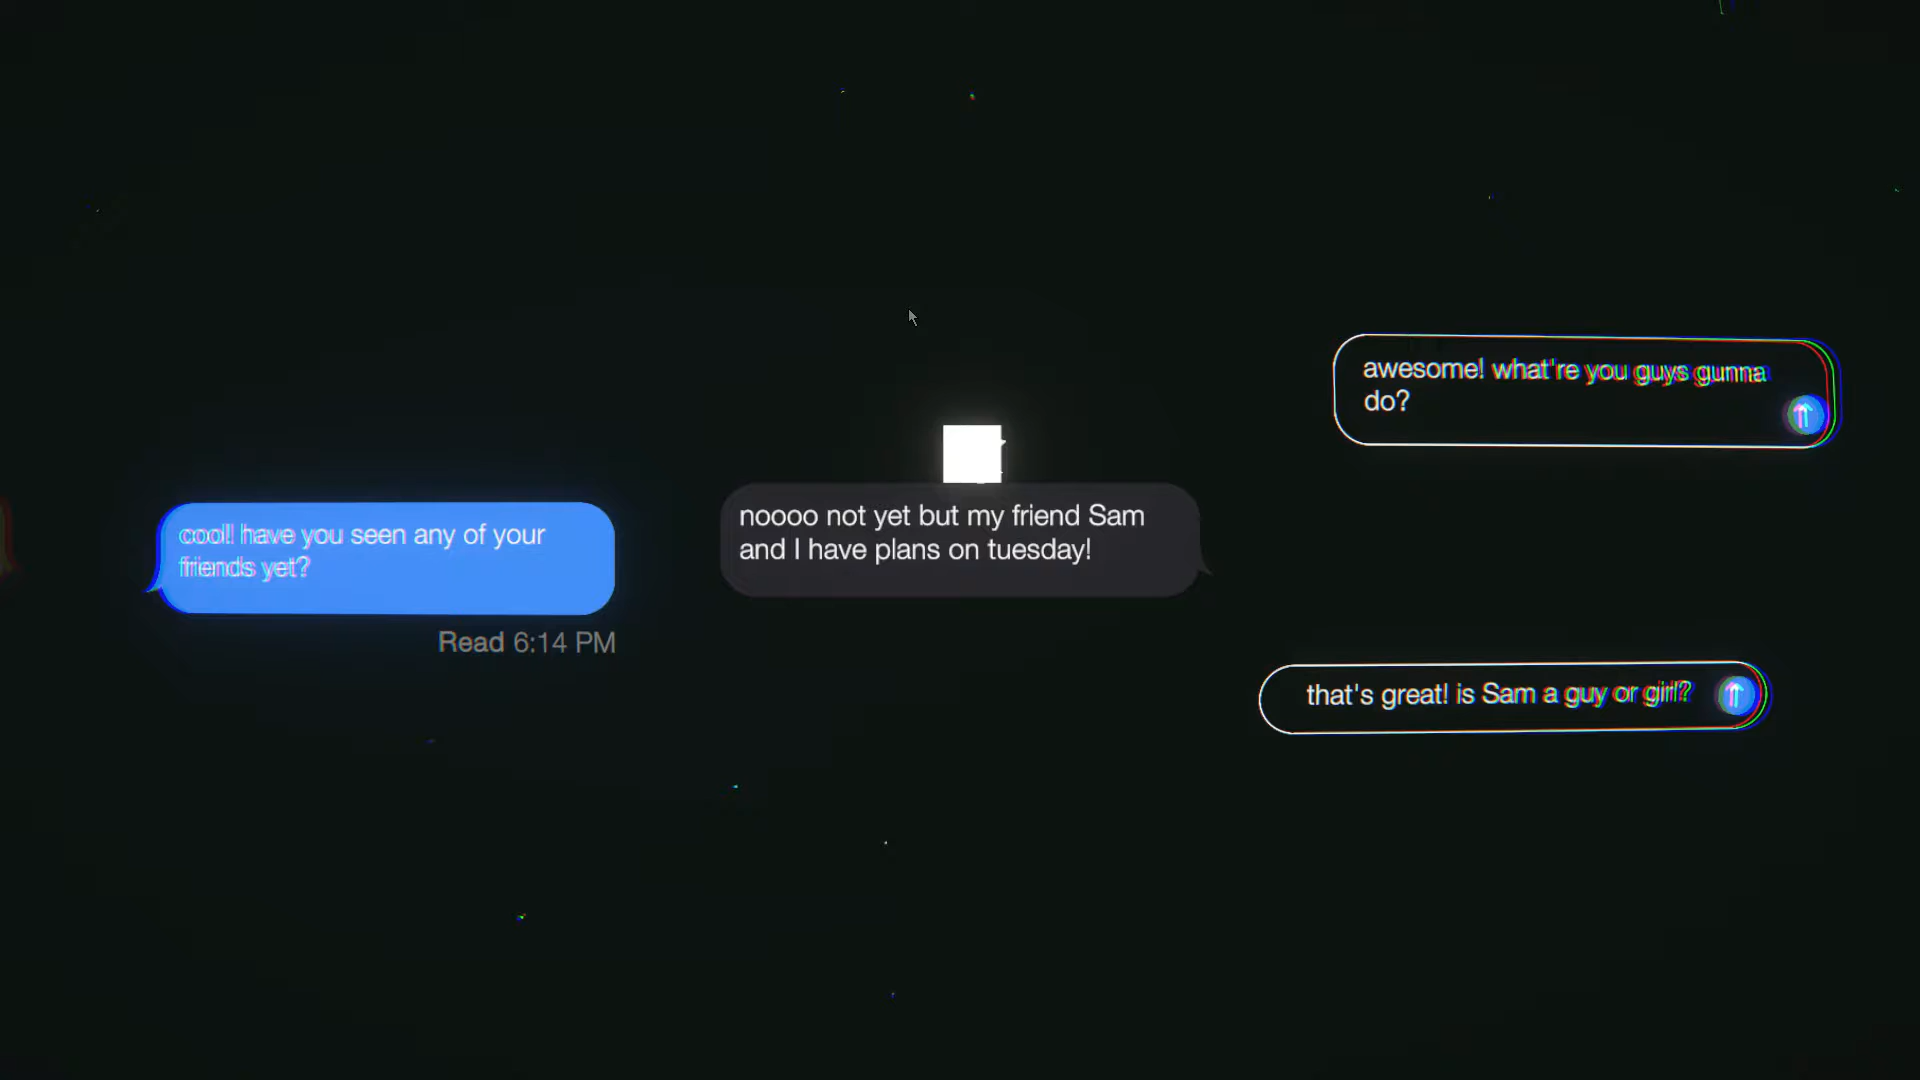 cool! have you seen any of your
friends yet?
Read 6:14 PM
noooo not yet but my friend Sam
and I have plans on tuesday!
awesome! what're you guys gunna
do?
that's great! is Sam a guy or girl?